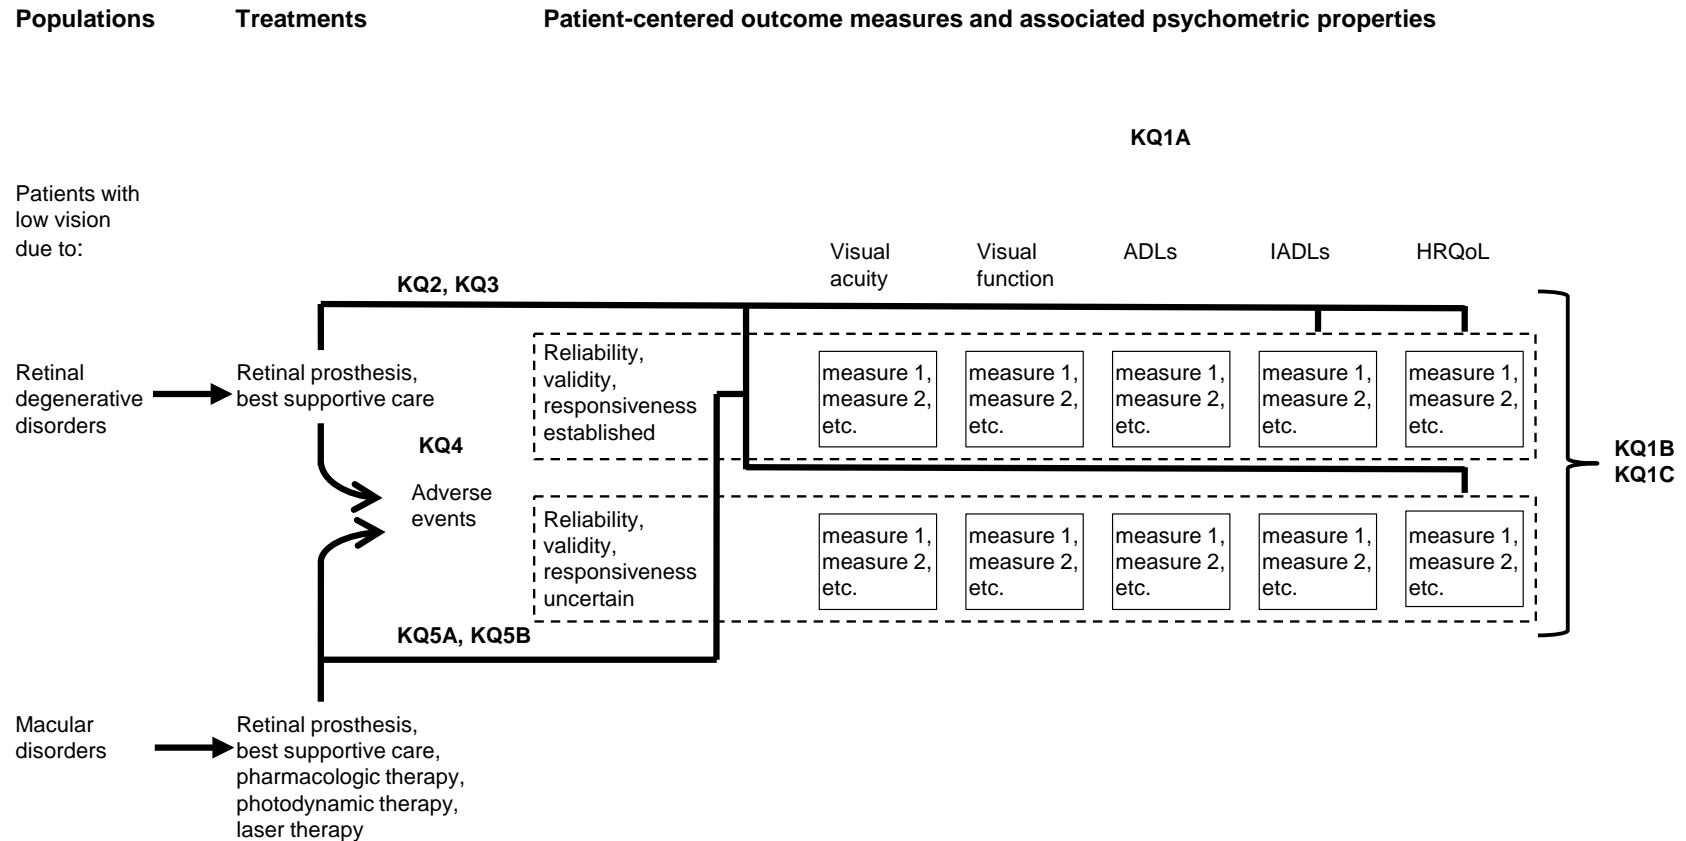 Populations
Treatments
Patient-centered outcome measures and associated psychometric properties
KQ1A
Patients with
low vision
due to:
Visual
acuity
Visual
function
ADLs
IADLs
HRQoL
KQ2, KQ3
Retinal
degenerative
disorders
Retinal prosthesis,
best supportive care
Reliability,
validity,
responsiveness
established
measure 1,
measure 2,
etc.
measure 1,
measure 2,
etc.
measure 1,
measure 2,
etc.
measure 1,
measure 2,
etc.
measure 1,
measure 2,
etc.
KQ4
Adverse
events
KQ1B
KQ1C
Reliability,
validity,
responsiveness
uncertain
measure 1,
measure 2,
etc.
measure 1,
measure 2,
etc.
measure 1,
measure 2,
etc.
measure 1,
measure 2,
etc.
measure 1,
measure 2,
etc.
KQ5A, KQ5B
Macular
disorders
Retinal prosthesis,
best supportive care,
pharmacologic therapy,
photodynamic therapy,
laser therapy